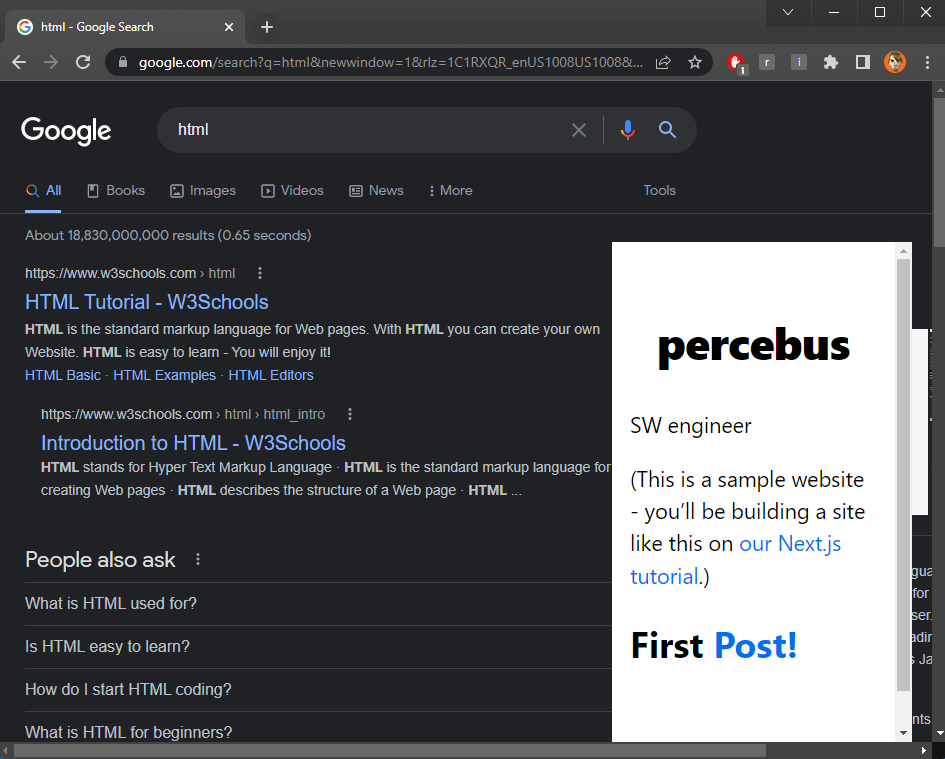 html - Google Search
google.com/search?q=html&newwindow=1&rlz=1C1RXQR_enUS1008US1008&...
1
r
i
Google
html
All
Books
Images
Videos
News
More
Tools
About 18,830,000,000 results (0.65 seconds)
https://www.w3schools.com › html
HTML Tutorial - W3Schools
HTML is the standard markup language for Web pages. With HTML you can create your own
Website. HTML is easy to learn - You will enjoy it!
HTML Basic · HTML Examples · HTML Editors
https://www.w3schools.com › html › html_intro
Introduction to HTML - W3Schools
HTML stands for Hyper Text Markup Language · HTML is the standard markup language for
creating Web pages · HTML describes the structure of a Web page · HTML ...
People also ask
What is HTML used for?
Is HTML easy to learn?
How do I start HTML coding?
What is HTML for beginners?
percebus
SW engineer
(This is a sample website
- you’ll be building a site
like this on our Next.js
tutorial.)
First Post!
for